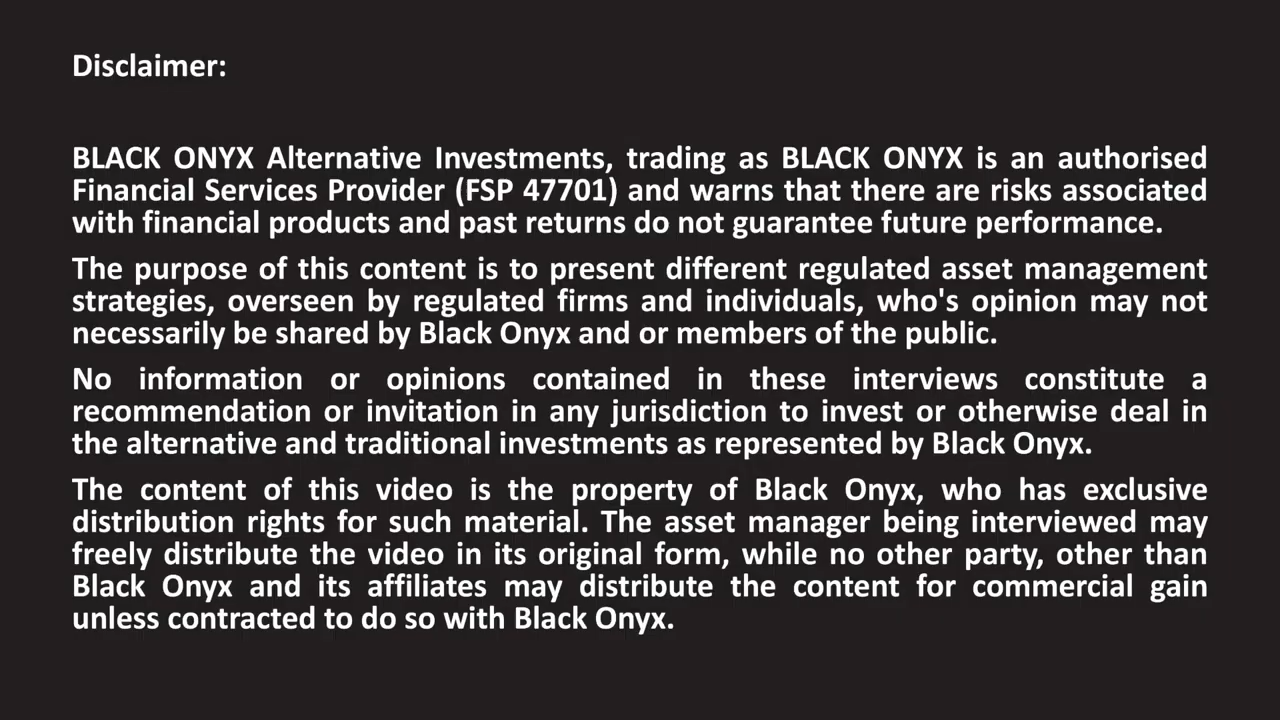 Disclaimer:
BLACK ONYX Alternative Investments, trading as BLACK ONYX is an authorised
Financial Services Provider (FSP 47701) and warns that there are risks associated
with financial products and past returns do not guarantee future performance.
The purpose of this content is to present different regulated asset management
strategies, overseen by regulated firms and individuals, who's opinion may not
necessarily be shared by Black Onyx and or members of the public.
No information or opinions contained in these interviews constitute a
recommendation or invitation in any jurisdiction to invest or otherwise deal in
the alternative and traditional investments as represented by Black Onyx.
The content of this video is the property of Black Onyx, who has exclusive
distribution rights for such material. The asset manager being interviewed may
freely distribute the video in its original form, while no other party, other than
Black Onyx and its affiliates may distribute the content for commercial gain
unless contracted to do so with Black Onyx.